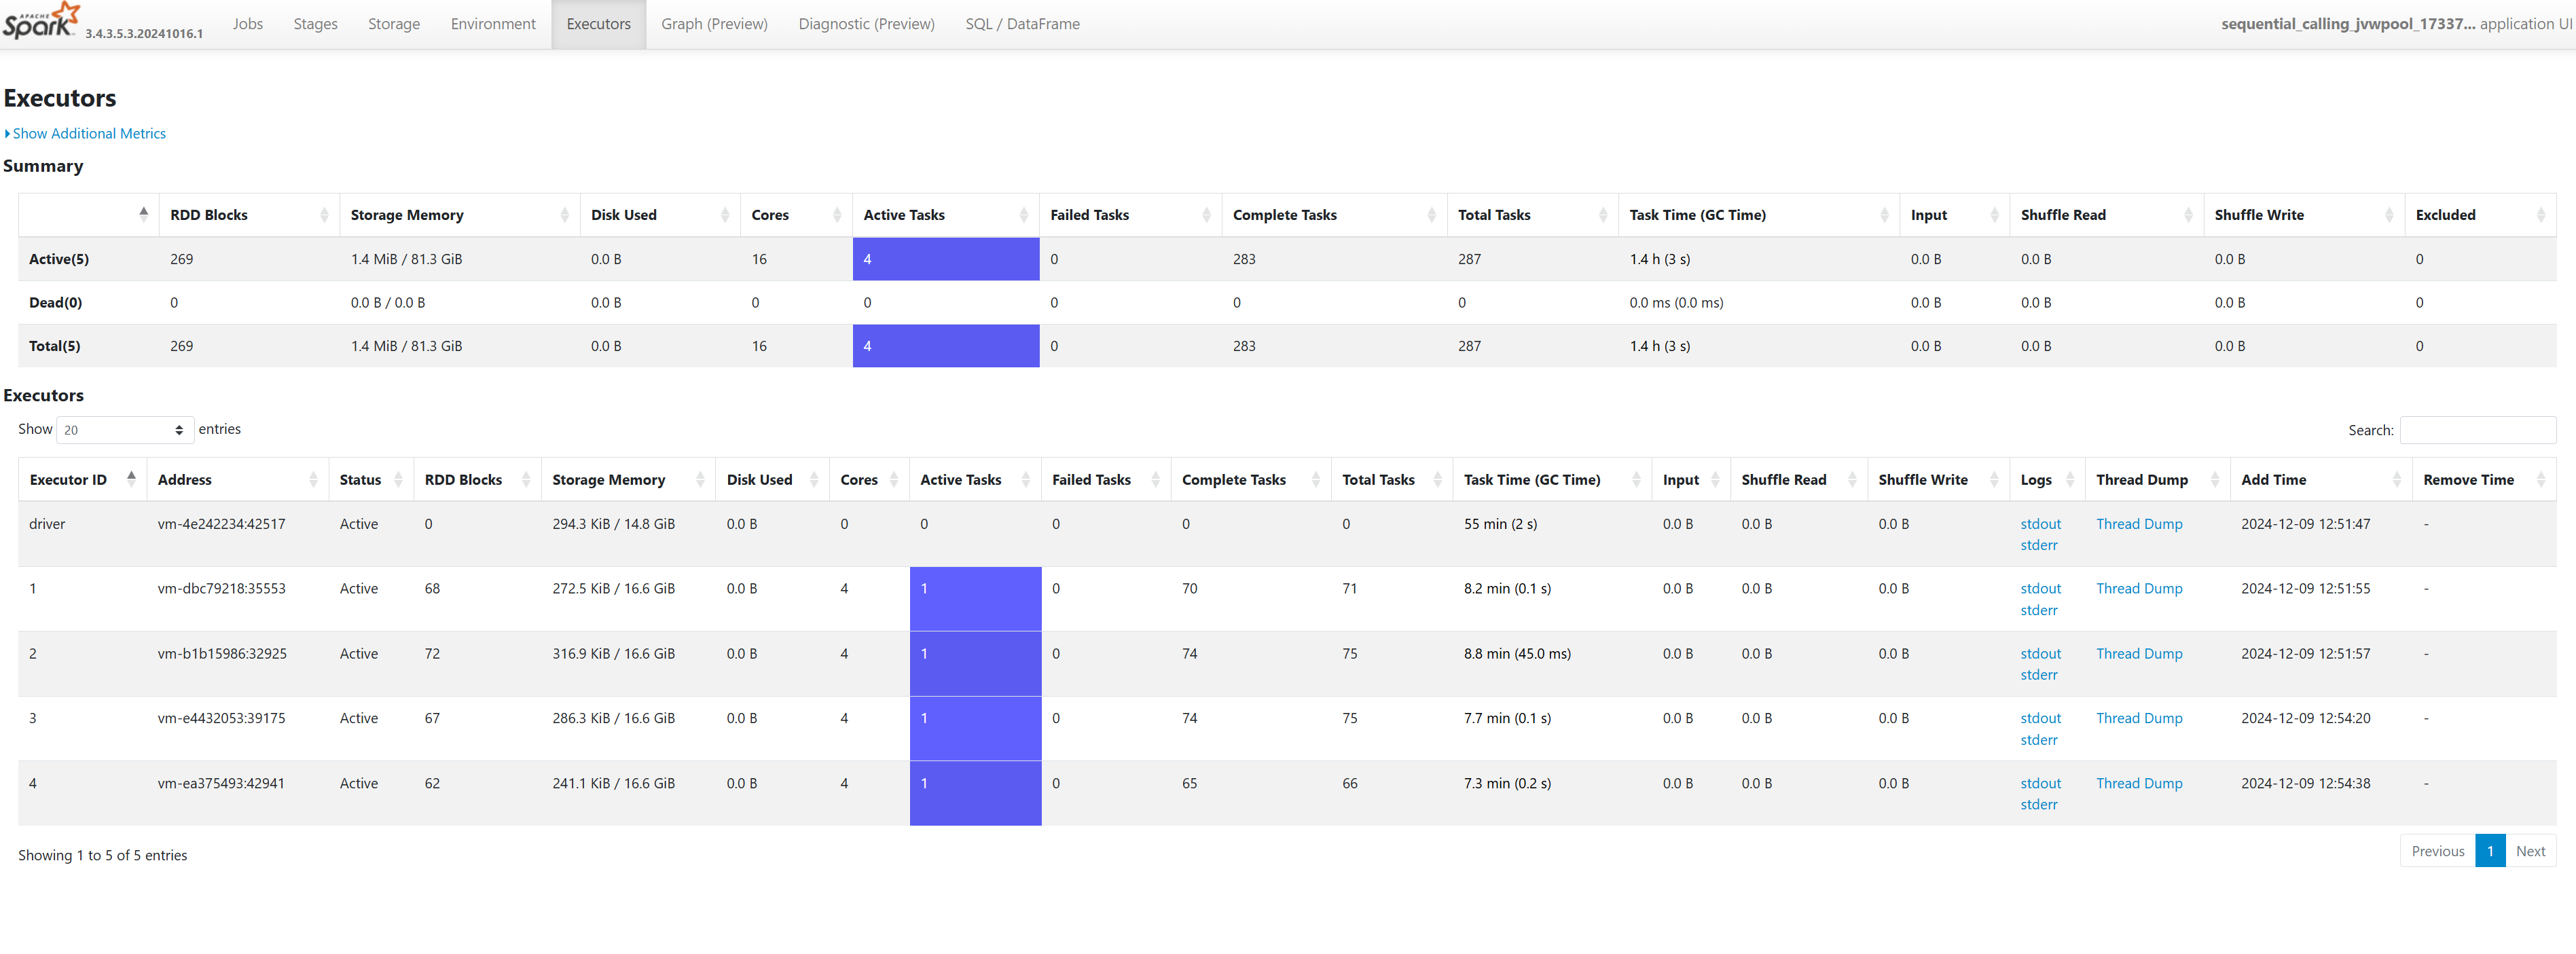 APACHE Spark 3.4.3.5.3.20241016.1 Jobs Stages Storage Environment Executors Graph (Preview) Diagnostic (Preview) SQL / DataFrame sequential_calling_jvwpool_17337... application UI
Executors
Show Additional Metrics
Summary
RDD Blocks Storage Memory Disk Used Cores Active Tasks Failed Tasks Complete Tasks Total Tasks Task Time (GC Time) Input Shuffle Read Shuffle Write Excluded
Active(5) 269 1.4 MiB / 81.3 GiB 0.0 B 16 4 0 283 287 1.4 h (3 s) 0.0 B 0.0 B 0.0 B 0
Dead(0) 0 0.0 B / 0.0 B 0.0 B 0 0 0 0 0 0.0 ms (0.0 ms) 0.0 B 0.0 B 0.0 B 0
Total(5) 269 1.4 MiB / 81.3 GiB 0.0 B 16 4 0 283 287 1.4 h (3 s) 0.0 B 0.0 B 0.0 B 0
Executors
Show 20 entries Search:
Executor ID Address Status RDD Blocks Storage Memory Disk Used Cores Active Tasks Failed Tasks Complete Tasks Total Tasks Task Time (GC Time) Input Shuffle Read Shuffle Write Logs Thread Dump Add Time Remove Time
driver vm-4e242234:42517 Active 0 294.3 KiB / 14.8 GiB 0.0 B 0 0 0 0 0 55 min (2 s) 0.0 B 0.0 B 0.0 B stdout Thread Dump 2024-12-09 12:51:47 -
stderr
1 vm-dbc79218:35553 Active 68 272.5 KiB / 16.6 GiB 0.0 B 4 1 0 70 71 8.2 min (0.1 s) 0.0 B 0.0 B 0.0 B stdout Thread Dump 2024-12-09 12:51:55 -
stderr
2 vm-b1b15986:32925 Active 72 316.9 KiB / 16.6 GiB 0.0 B 4 1 0 74 75 8.8 min (45.0 ms) 0.0 B 0.0 B 0.0 B stdout Thread Dump 2024-12-09 12:51:57 -
stderr
3 vm-e4432053:39175 Active 67 286.3 KiB / 16.6 GiB 0.0 B 4 1 0 74 75 7.7 min (0.1 s) 0.0 B 0.0 B 0.0 B stdout Thread Dump 2024-12-09 12:54:20 -
stderr
4 vm-ea375493:42941 Active 62 241.1 KiB / 16.6 GiB 0.0 B 4 1 0 65 66 7.3 min (0.2 s) 0.0 B 0.0 B 0.0 B stdout Thread Dump 2024-12-09 12:54:38 -
stderr
Showing 1 to 5 of 5 entries Previous 1 Next